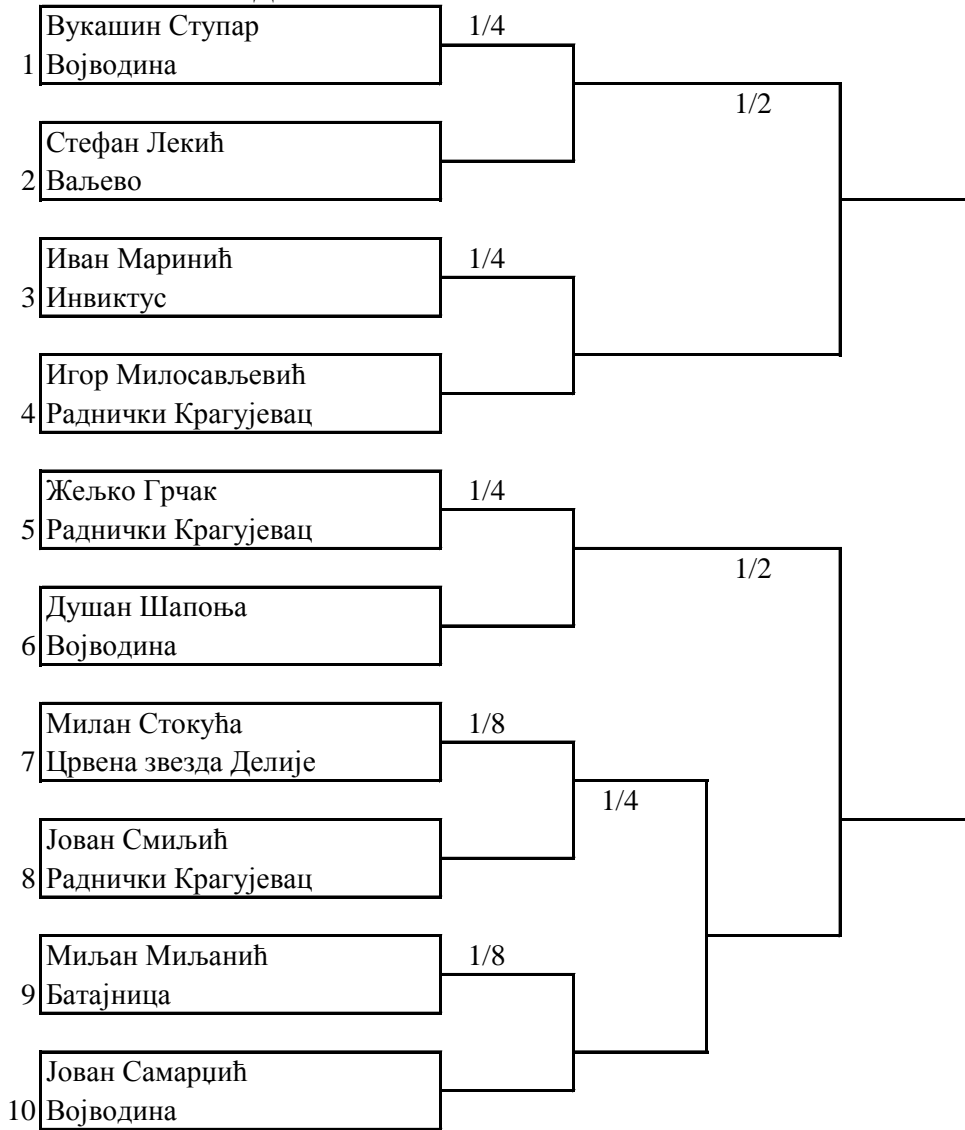 Вукашин Ступар 1/4
1 Војводина
1/2
Стефан Лекић
2 Ваљево
Иван Маринић 1/4
3 Инвиктус
Игор Милосављевић
4 Раднички Крагујевац
Жељко Грчак 1/4
5 Раднички Крагујевац
1/2
Душан Шапоња
6 Војводина
Милан Стокућа 1/8
7 Црвена звезда Делије
1/4
Јован Смиљић
8 Раднички Крагујевац
Миљан Миљанић 1/8
9 Батајница
Јован Самарџић
10 Војводина